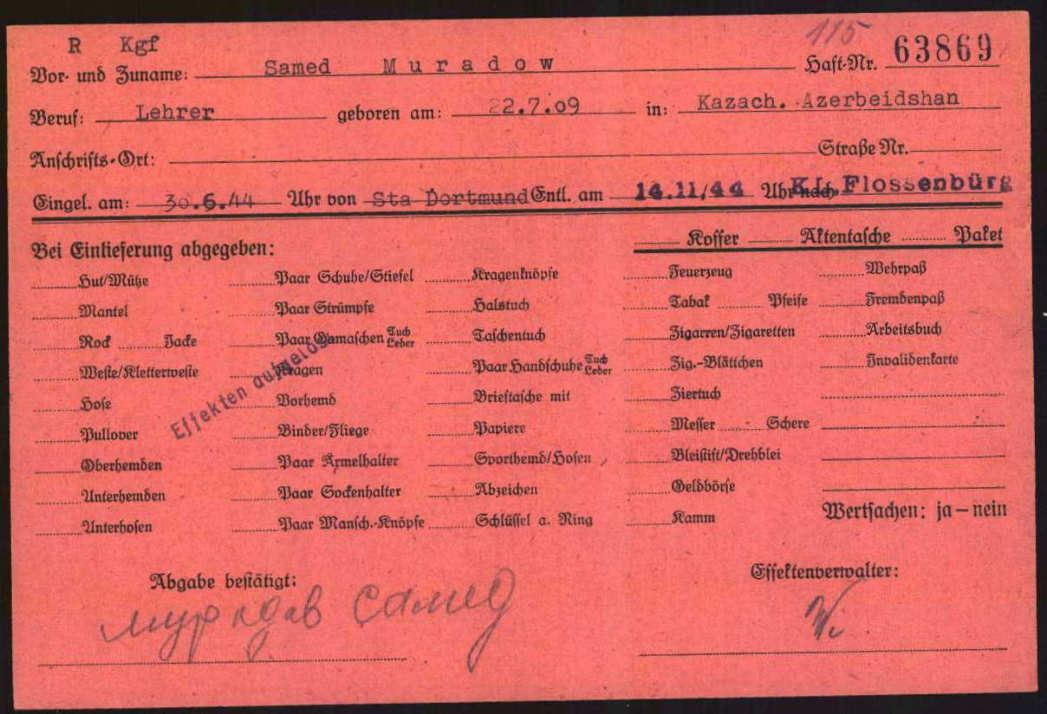 115
R Kgf
Vor- und Zuname: Samed Muradow Haft-Nr. 63869
Beruf: Lehrer geboren am: 22.7.09 in: Kazach. Azerbeidshan
Anschrifts-Ort: Straße Nr.
Eingel. am: 30.6.44 Uhr von Sta Dortmund Entl. am 14.11.44 Uhr nach KL. Flossenbürg
Bei Einlieferung abgegeben: Koffer Aktentasche Paket
Hut/Mütze Paar Schuhe/Stiefel Kragenknöpfe Feuerzeug Wehrpaß
Mantel Paar Strümpfe Halstuch Tabak Pfeife Fremdenpaß
Rock Jacke Paar Gamaschen Tuch Leder Taschentuch Zigarren/Zigaretten Arbeitsbuch
Weste/Kletterweste Kragen Paar Handschuhe Tuch Leder Zig.-Blättchen Invalidenkarte
Hose Vorhemd Brieftasche mit Ziertuch
Pullover Binder/Fliege Papiere Messer Schere
Oberhemden Paar Ärmelhalter Sporthemd/Hosen Bleistift/Drehblei
Unterhemden Paar Sockenhalter Abzeichen Geldbörse
Unterhosen Paar Mansch.-Knöpfe Schlüssel a. Ring Kamm Wertsachen: ja – nein
Effekten aufgelöst
Abgabe bestätigt: Effektenverwalter:
мурадов Самед